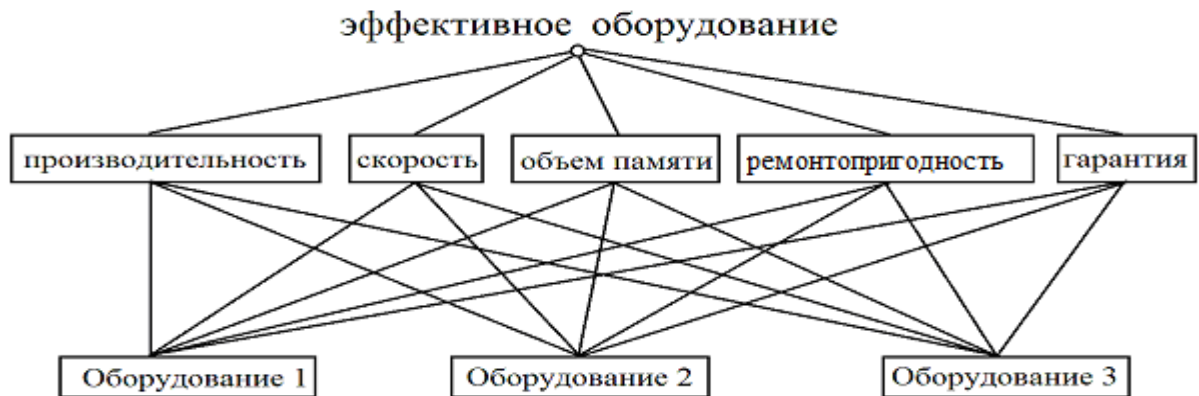 эффективное оборудование
производительность
скорость
объем памяти
ремонтопригодность
гарантия
Оборудование 1
Оборудование 2
Оборудование 3